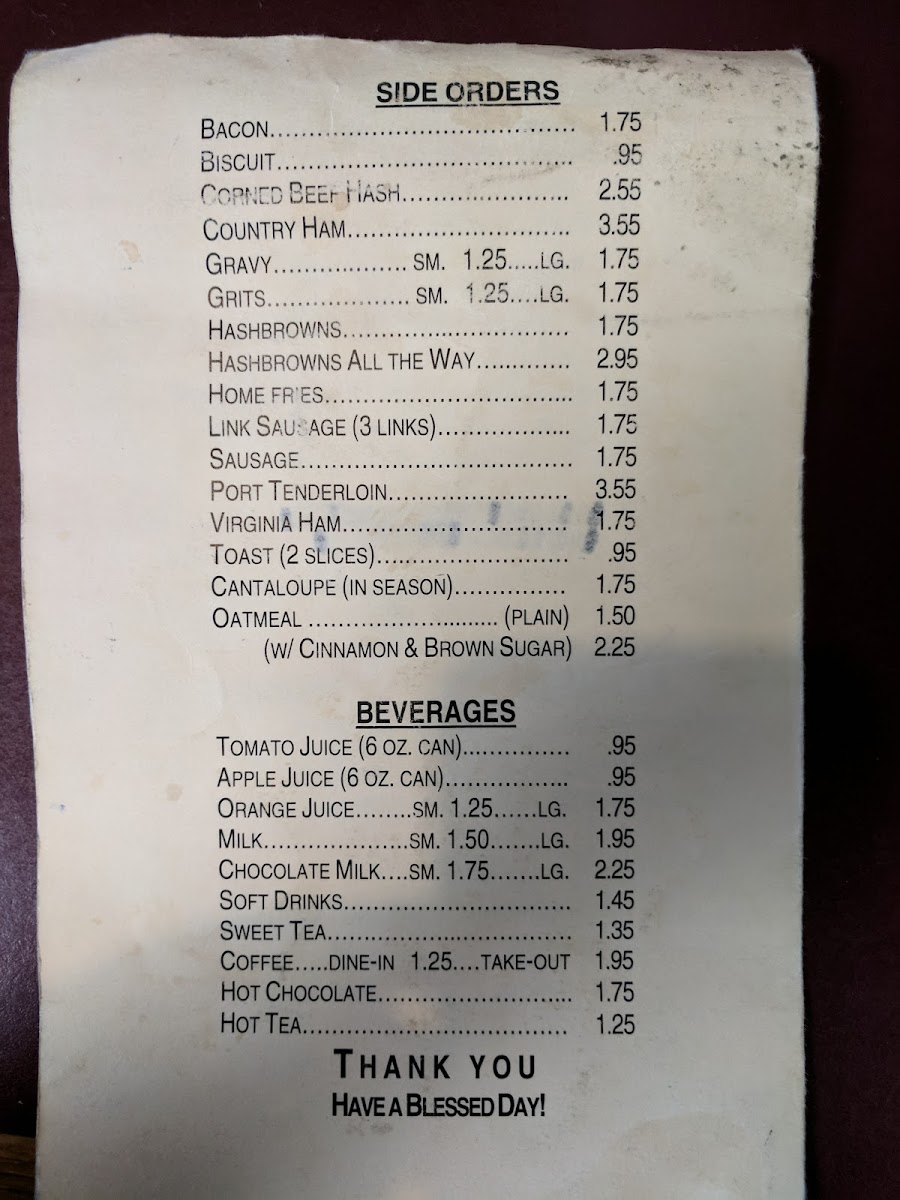 SIDE ORDERS
BACON....................................... 1.75
BISCUIT...................................... .95
CORNED BEEF HASH...................... 2.55
COUNTRY HAM............................. 3.55
GRAVY................. SM. 1.25.....LG. 1.75
GRITS................... SM. 1.25....LG. 1.75
HASHBROWNS............................. 1.75
HASHBROWNS ALL THE WAY............ 2.95
HOME FRIES................................ 1.75
LINK SAUSAGE (3 LINKS)................. 1.75
SAUSAGE................................... 1.75
PORT TENDERLOIN........................ 3.55
VIRGINIA HAM............................. 1.75
TOAST (2 SLICES)......................... .95
CANTALOUPE (IN SEASON)............... 1.75
OATMEAL ............................ (PLAIN) 1.50
(W/ CINNAMON & BROWN SUGAR) 2.25
BEVERAGES
TOMATO JUICE (6 OZ. CAN).............. .95
APPLE JUICE (6 OZ. CAN)................ .95
ORANGE JUICE........SM. 1.25......LG. 1.75
MILK...................SM. 1.50.......LG. 1.95
CHOCOLATE MILK....SM. 1.75.......LG. 2.25
SOFT DRINKS.............................. 1.45
SWEET TEA................................ 1.35
COFFEE.....DINE-IN 1.25....TAKE-OUT 1.95
HOT CHOCOLATE.......................... 1.75
HOT TEA................................... 1.25
THANK YOU
HAVE A BLESSED DAY!